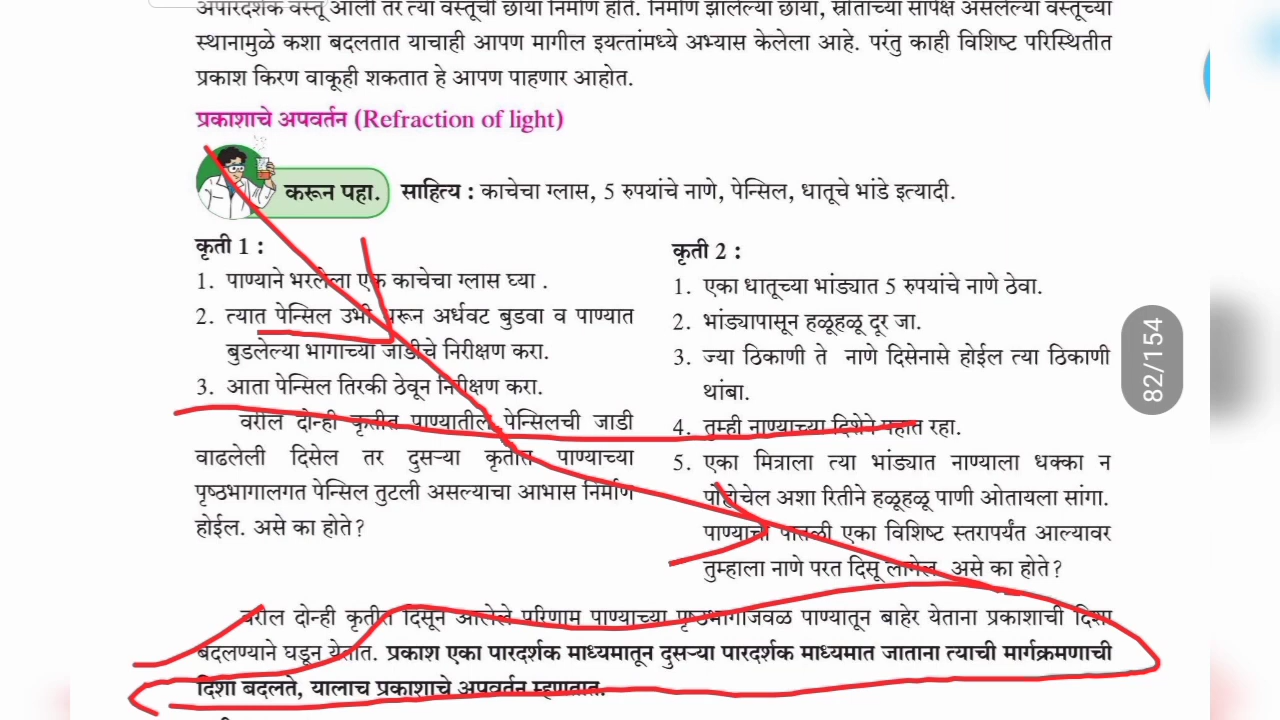 अपारदर्शक वस्तू आली तर त्या वस्तूची छाया निर्माण होते. निर्माण झालेल्या छाया, स्रोताच्या सापेक्ष असलेल्या वस्तूच्या
स्थानामुळे कशा बदलतात याचाही आपण मागील इयत्तांमध्ये अभ्यास केलेला आहे. परंतु काही विशिष्ट परिस्थितीत
प्रकाश किरण वाकूही शकतात हे आपण पाहणार आहोत.
प्रकाशाचे अपवर्तन (Refraction of light)
करून पहा. साहित्य : काचेचा ग्लास, 5 रुपयांचे नाणे, पेन्सिल, धातूचे भांडे इत्यादी.
कृती 1 :
1. पाण्याने भरलेला एक काचेचा ग्लास घ्या .
2. त्यात पेन्सिल उभी धरून अर्धवट बुडवा व पाण्यात
बुडलेल्या भागाच्या जाडीचे निरीक्षण करा.
3. आता पेन्सिल तिरकी ठेवून निरीक्षण करा.
वरील दोन्ही कृतीत पाण्यातील पेन्सिलची जाडी
वाढलेली दिसेल तर दुसऱ्या कृतीत पाण्याच्या
पृष्ठभागालगत पेन्सिल तुटली असल्याचा आभास निर्माण
होईल. असे का होते?
कृती 2 :
1. एका धातूच्या भांड्यात 5 रुपयांचे नाणे ठेवा.
2. भांड्यापासून हळूहळू दूर जा.
3. ज्या ठिकाणी ते नाणे दिसेनासे होईल त्या ठिकाणी
थांबा.
4. तुम्ही नाण्याच्या दिशेने पहात रहा.
5. एका मित्राला त्या भांड्यात नाण्याला धक्का न
पोहोचेल अशा रितीने हळूहळू पाणी ओतायला सांगा.
पाण्याची पातळी एका विशिष्ट स्तरापर्यंत आल्यावर
तुम्हाला नाणे परत दिसू लागेल. असे का होते?
वरील दोन्ही कृतीत दिसून आलेले परिणाम पाण्याच्या पृष्ठभागाजवळ पाण्यातून बाहेर येताना प्रकाशाची दिशा
बदलण्याने घडून येतात. प्रकाश एका पारदर्शक माध्यमातून दुसऱ्या पारदर्शक माध्यमात जाताना त्याची मार्गक्रमणाची
दिशा बदलते, यालाच प्रकाशाचे अपवर्तन म्हणतात.
82/154